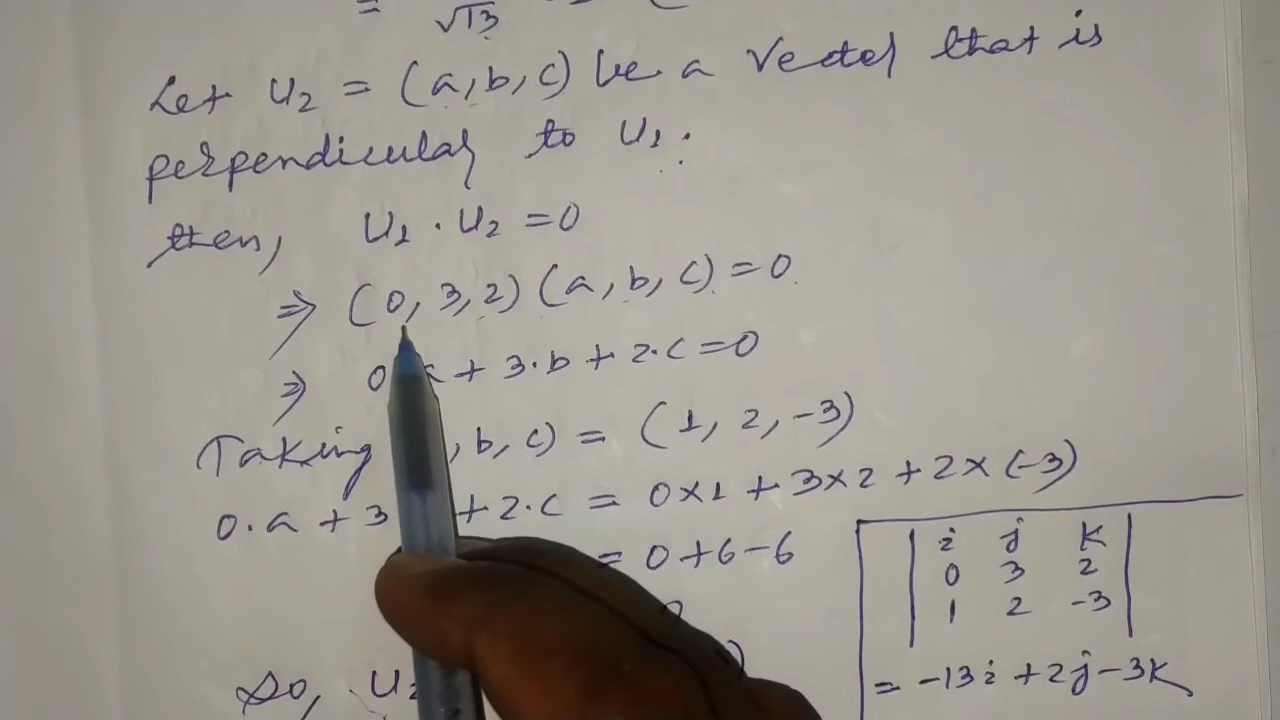 = √13
Let u₂ = (a,b,c) be a vector that is
perpendicular to u₁.
then, u₁ . u₂ = 0
⇒ (0, 3, 2) (a, b, c) = 0
⇒ 0 + 3.b + 2.c = 0
Taking , b, c) = (1, 2, -3)
0.a + 3 + 2.c = 0×1 + 3×2 + 2×(-3)
= 0 + 6 - 6
So, u₂
i j k
0 3 2
1 2 -3
= -13i + 2j - 3k